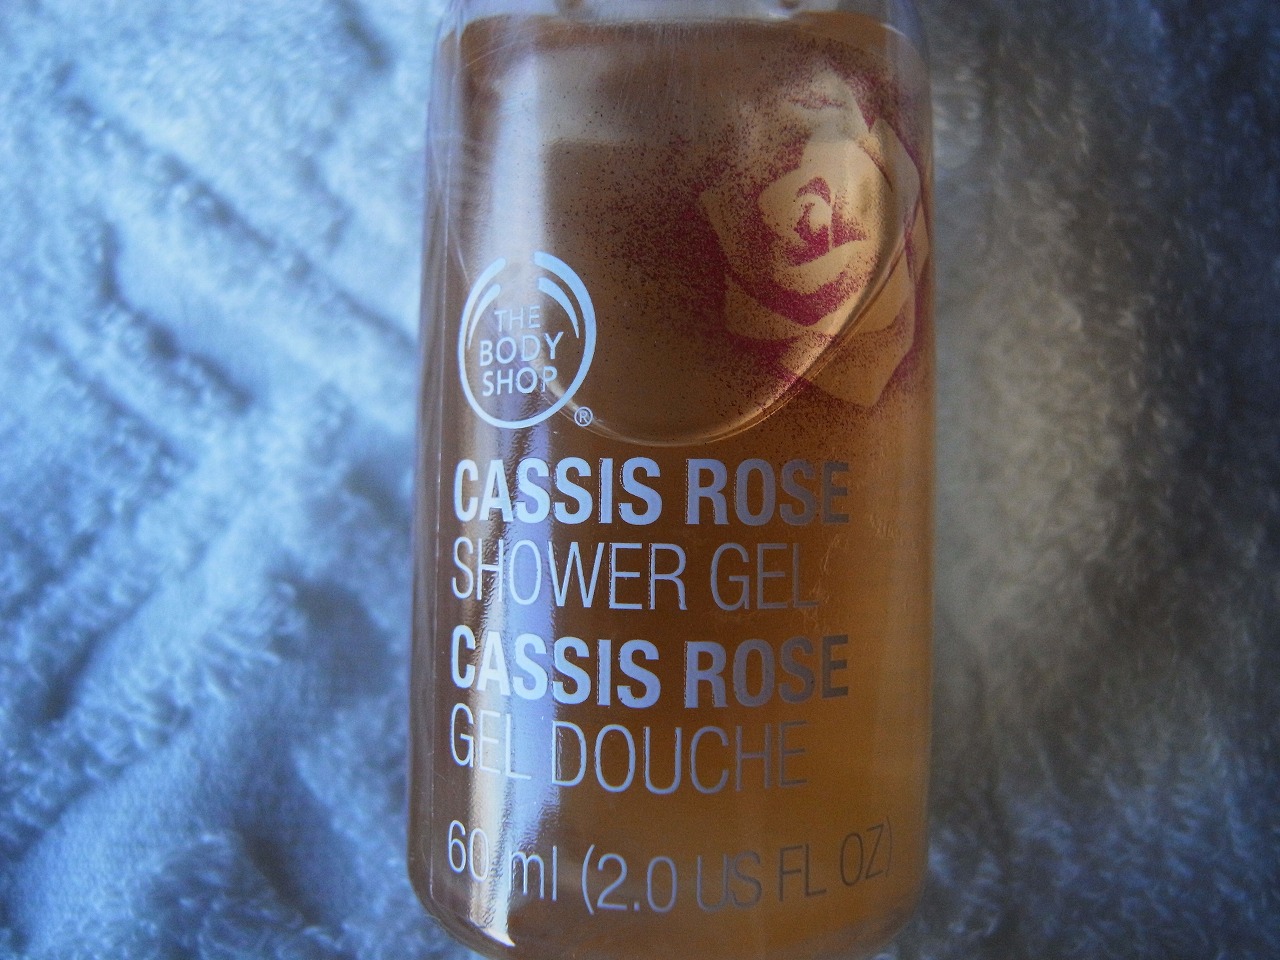 THE
BODY
SHOP
®
CASSIS ROSE
SHOWER GEL
CASSIS ROSE
GEL DOUCHE
60 ml (2.0 US FL OZ)